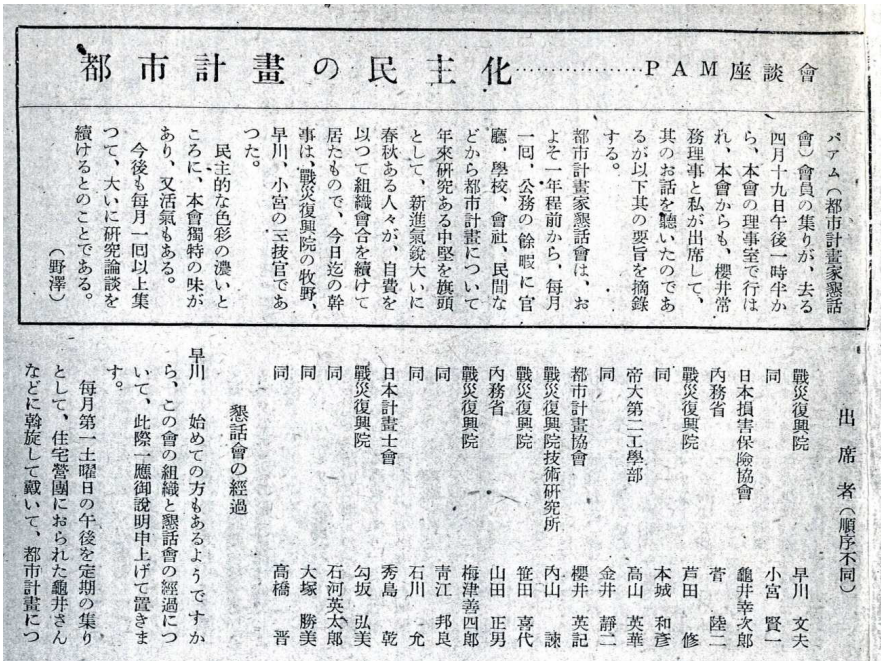 都市計畫の民主化………………PAM座談會
パアム(都市計畫家懇話
會)會員の集りが、去る
四月十九日午後一時半か
ら、本會の理事室で行は
れ、本會からも、櫻井常
務理事と私が出席して、
其のお話を聽いたのであ
るが以下其の要旨を摘錄
する。
都市計畫家懇話會は、お
よそ一年程前から、每月
一囘、公務の餘暇に官
廳、學校、會社、民間な
どから都市計畫について
年來硏究ある中堅を旗頭
として、新進氣銳大いに
春秋ある人々が、自費を
以つて組織會合を續けて
居たもので、今日迄の幹
事は、戰災復興院の牧野、
早川、小宮の三技官であ
つた。
民主的な色彩の濃いと
ころに、本會獨特の味が
あり、又活氣もある。
今後も每月一囘以上集
つて、大いに硏究論談を
續けるとのことである。
(野澤)
出席者(順序不同)
戰災復興院 早川 文夫
同 小宮 賢一
日本損害保險協會 龜井幸次郎
內務省 菅 陸二
戰災復興院 芦田 修
同 本城 和彥
帝大第二工學部 高山 英華
同 金井 靜二
都市計畫協會 櫻井 英記
戰災復興院技術硏究所 內山 諫
戰災復興院 笹田 喜代
內務省 山田 正男
戰災復興院 梅津善四郎
同 靑江 邦良
同 石川 允
日本計畫士會 秀島 乾
戰災復興院 勾坂 弘美
同 石河英太郎
同 大塚 勝美
同 高橋 晋
懇話會の經過
早川 始めての方もあるようですか
ら、この會の組織と懇話會の經過につ
いて、此際一應御說明申上げて置きま
す。
每月第一土曜日の午後を定期の集り
として、住宅營團におられた龜井さん
などに斡旋して戴いて、都市計畫につ